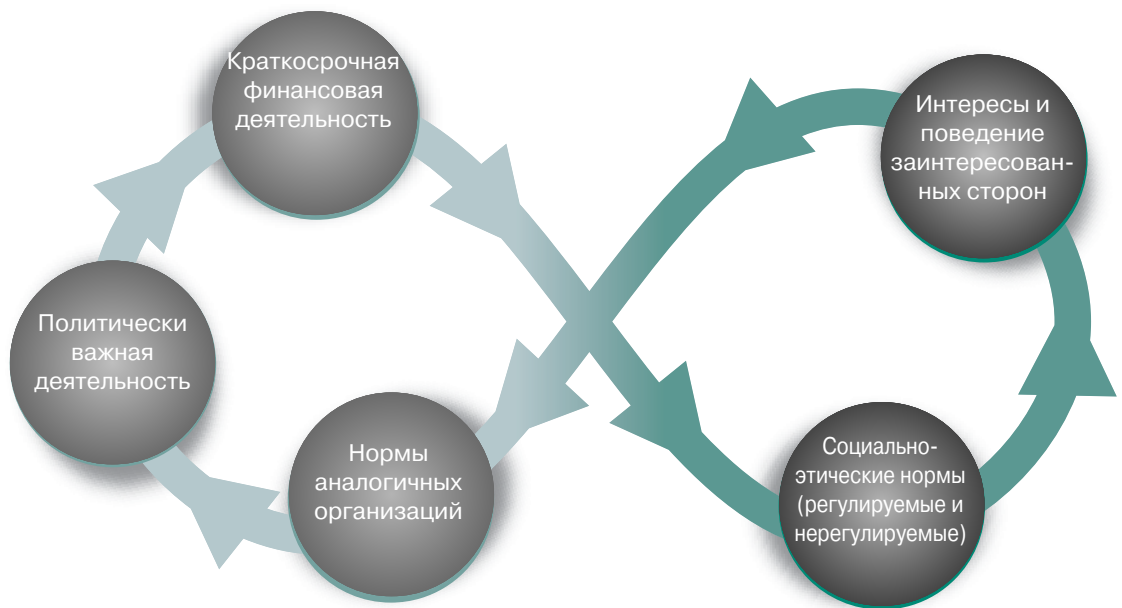 Краткосрочная
финансовая
деятельность
Интересы и
поведение
заинтересован-
ных сторон
Политически
важная
деятельность
Нормы
аналогичных
организаций
Социально-
этические нормы
(регулируемые и
нерегулируемые)